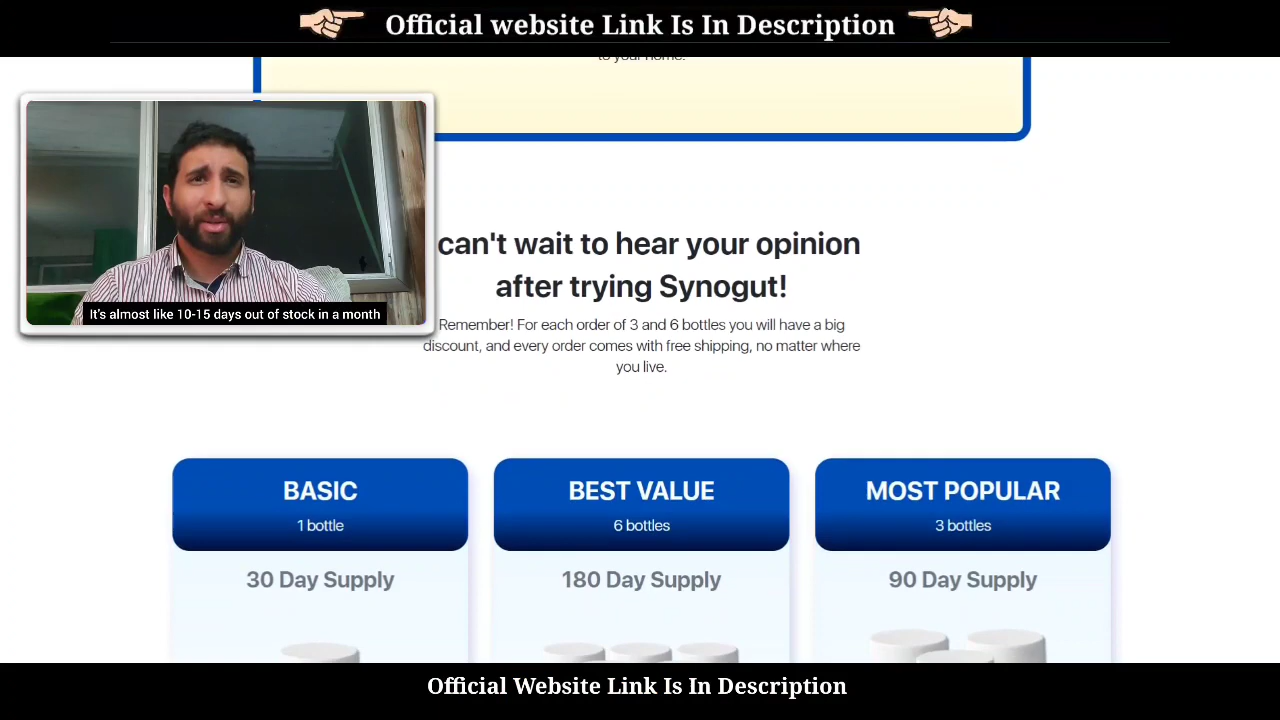 Official website Link Is In Description
to your home.
It's almost like 10-15 days out of stock in a month
can't wait to hear your opinion
after trying Synogut!
Remember! For each order of 3 and 6 bottles you will have a big
discount, and every order comes with free shipping, no matter where
you live.
BASIC
1 bottle
30 Day Supply
BEST VALUE
6 bottles
180 Day Supply
MOST POPULAR
3 bottles
90 Day Supply
Official Website Link Is In Description